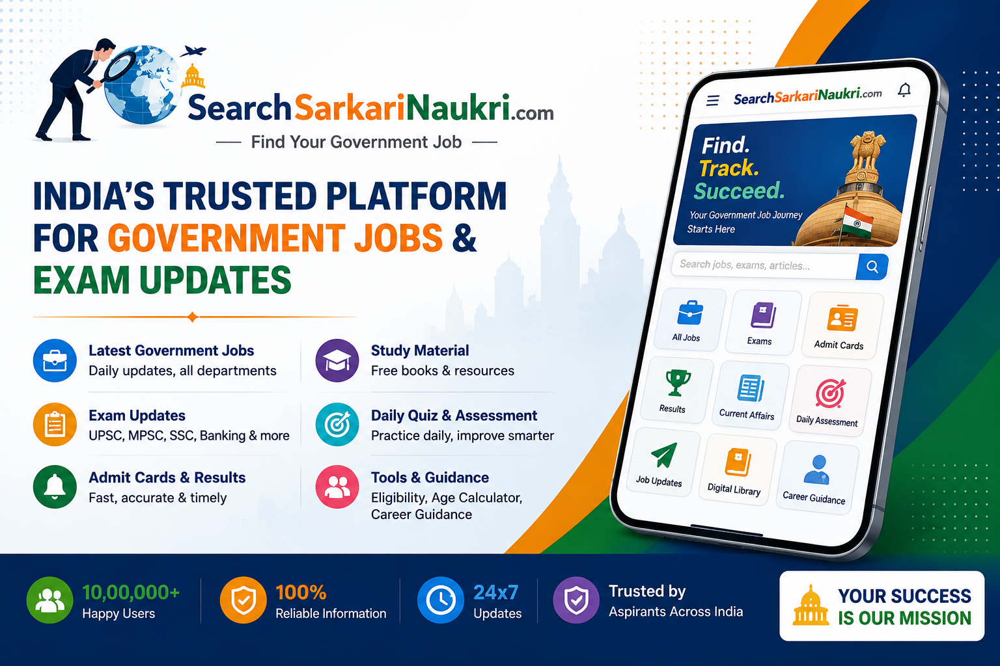 SearchSarkariNaukri.com
Find Your Government Job
INDIA'S TRUSTED PLATFORM
FOR GOVERNMENT JOBS &
EXAM UPDATES
Latest Government Jobs
Daily updates, all departments
Study Material
Free books & resources
Exam Updates
UPSC, MPSC, SSC, Banking & more
Daily Quiz & Assessment
Practice daily, improve smarter
Admit Cards & Results
Fast, accurate & timely
Tools & Guidance
Eligibility, Age Calculator,
Career Guidance
SearchSarkariNaukri.com
Find.
Track.
Succeed.
Your Government Job Journey
Starts Here
Search jobs, exams, articles...
All Jobs
Exams
Admit Cards
Results
Current Affairs
Daily Assessment
Job Updates
Digital Library
Career Guidance
10,00,000+
Happy Users
100%
Reliable Information
24x7
Updates
Trusted by
Aspirants Across India
YOUR SUCCESS
IS OUR MISSION